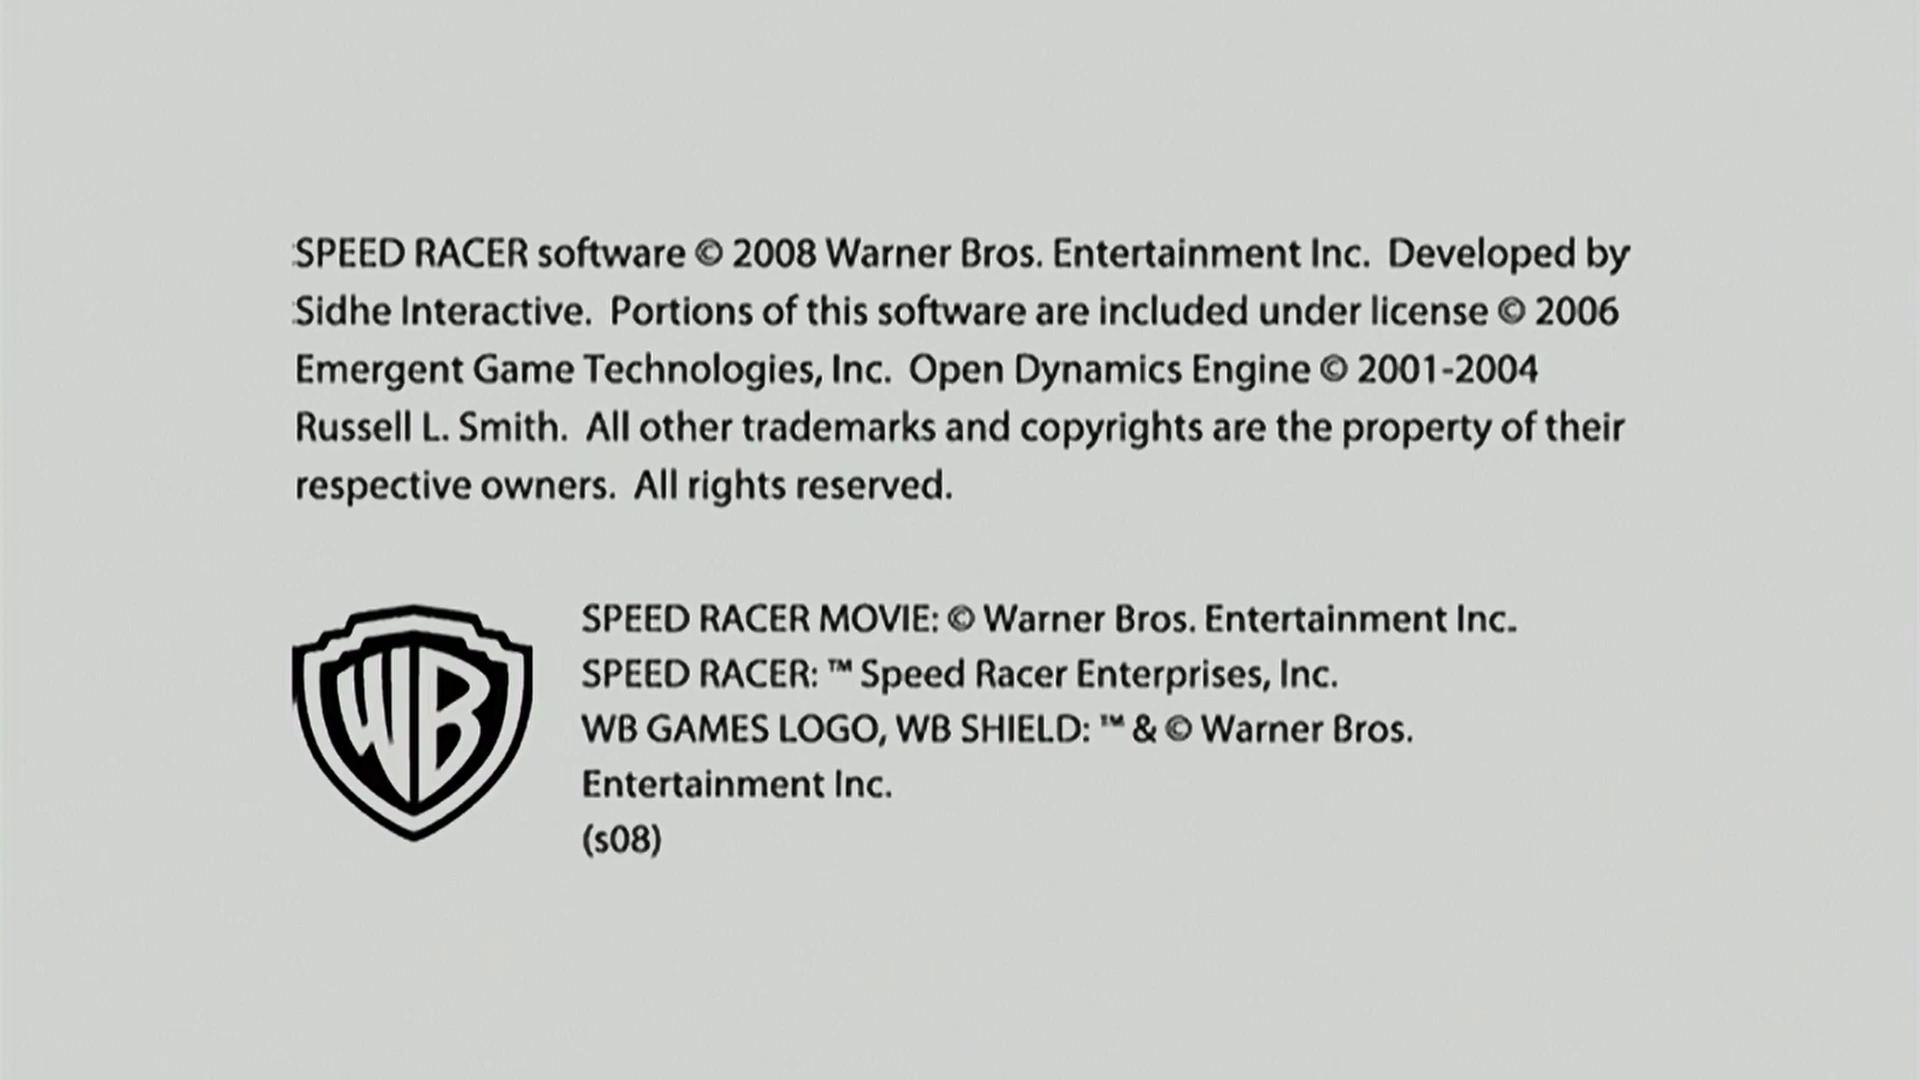 SPEED RACER software © 2008 Warner Bros. Entertainment Inc.  Developed by
Sidhe Interactive.  Portions of this software are included under license © 2006
Emergent Game Technologies, Inc.  Open Dynamics Engine © 2001-2004
Russell L. Smith.  All other trademarks and copyrights are the property of their
respective owners.  All rights reserved.
WB
SPEED RACER MOVIE: © Warner Bros. Entertainment Inc.
SPEED RACER: ™ Speed Racer Enterprises, Inc.
WB GAMES LOGO, WB SHIELD: ™ & © Warner Bros.
Entertainment Inc.
(s08)